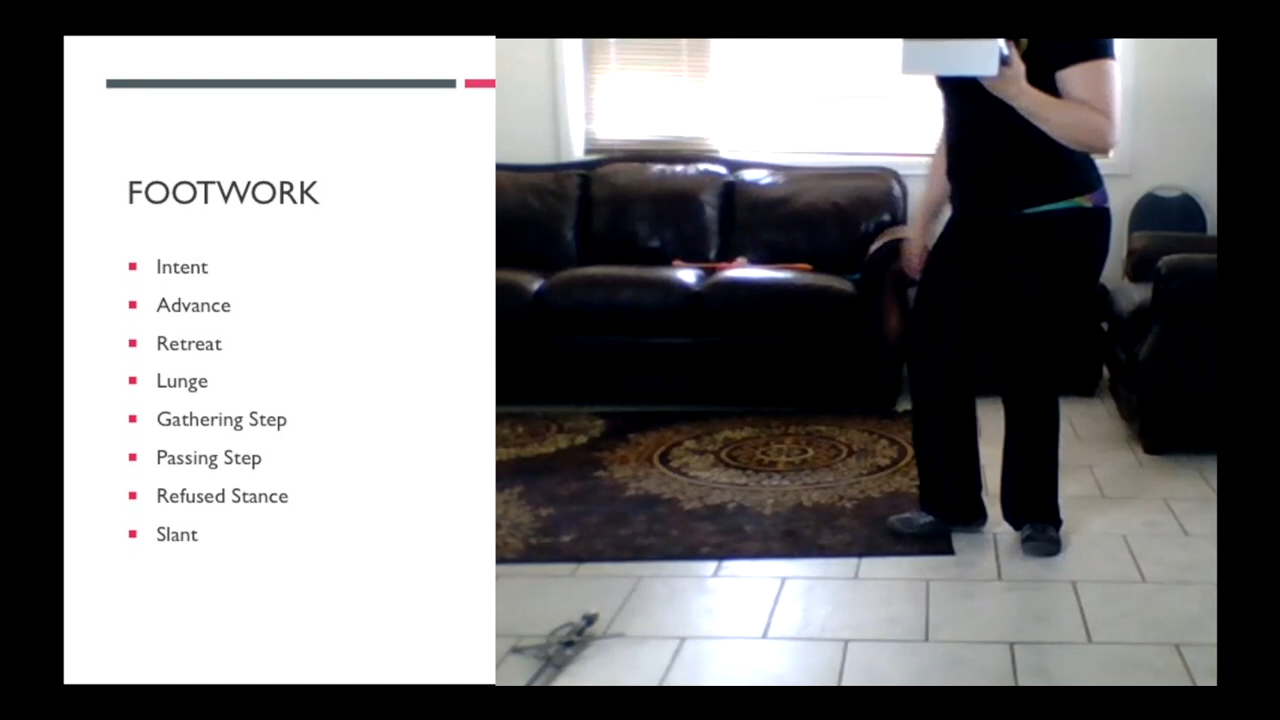 FOOTWORK
Intent
Advance
Retreat
Lunge
Gathering Step
Passing Step
Refused Stance
Slant